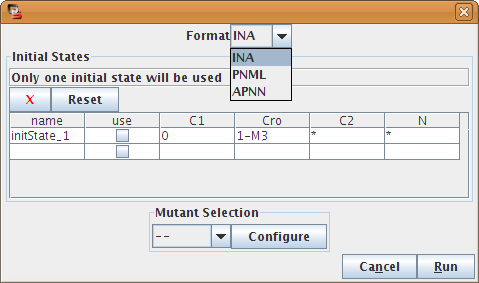 Format INA
INA
PNML
APNN
Initial States
Only one initial state will be used
X Reset
name use C1 Cro C2 N
initState_1 0 1-M3 * *
Mutant Selection
-- Configure
Cancel Run